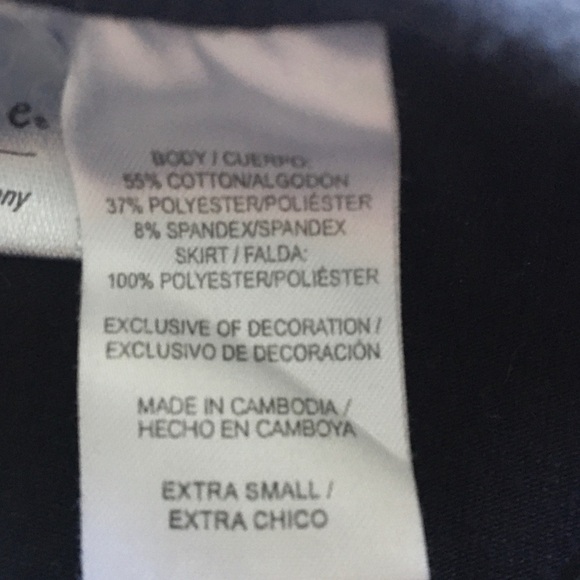 e.
ny
BODY / CUERPO:
55% COTTON/ALGODÓN
37% POLYESTER/POLIÉSTER
8% SPANDEX/SPANDEX
SKIRT / FALDA:
100% POLYESTER/POLIÉSTER
EXCLUSIVE OF DECORATION /
EXCLUSIVO DE DECORACIÓN
MADE IN CAMBODIA /
HECHO EN CAMBOYA
EXTRA SMALL /
EXTRA CHICO